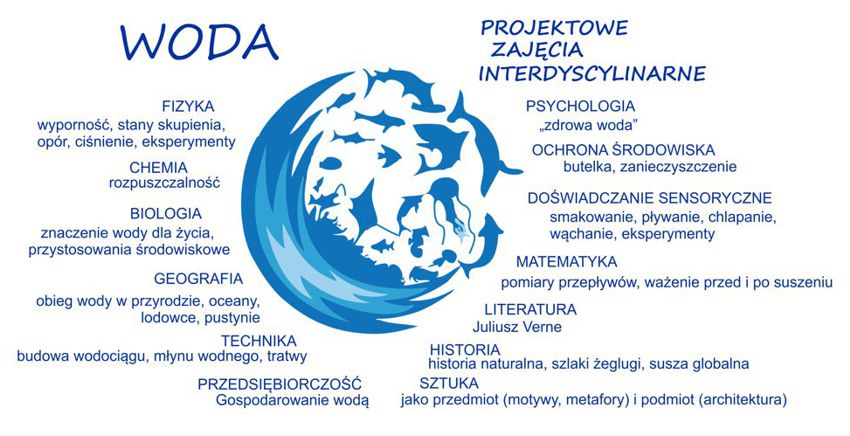 WODA
PROJEKTOWE
ZAJĘCIA
INTERDYSCYLINARNE
FIZYKA
wyporność, stany skupienia,
opór, ciśnienie, eksperymenty
CHEMIA
rozpuszczalność
BIOLOGIA
znaczenie wody dla życia,
przystosowania środowiskowe
GEOGRAFIA
obieg wody w przyrodzie, oceany,
lodowce, pustynie
TECHNIKA
budowa wodociągu, młynu wodnego, tratwy
PRZEDSIĘBIORCZOŚĆ
Gospodarowanie wodą
PSYCHOLOGIA
„zdrowa woda”
OCHRONA ŚRODOWISKA
butelka, zanieczyszczenie
DOŚWIADCZANIE SENSORYCZNE
smakowanie, pływanie, chlapanie,
wąchanie, eksperymenty
MATEMATYKA
pomiary przepływów, ważenie przed i po suszeniu
LITERATURA
Juliusz Verne
HISTORIA
historia naturalna, szlaki żeglugi, susza globalna
SZTUKA
jako przedmiot (motywy, metafory) i podmiot (architektura)